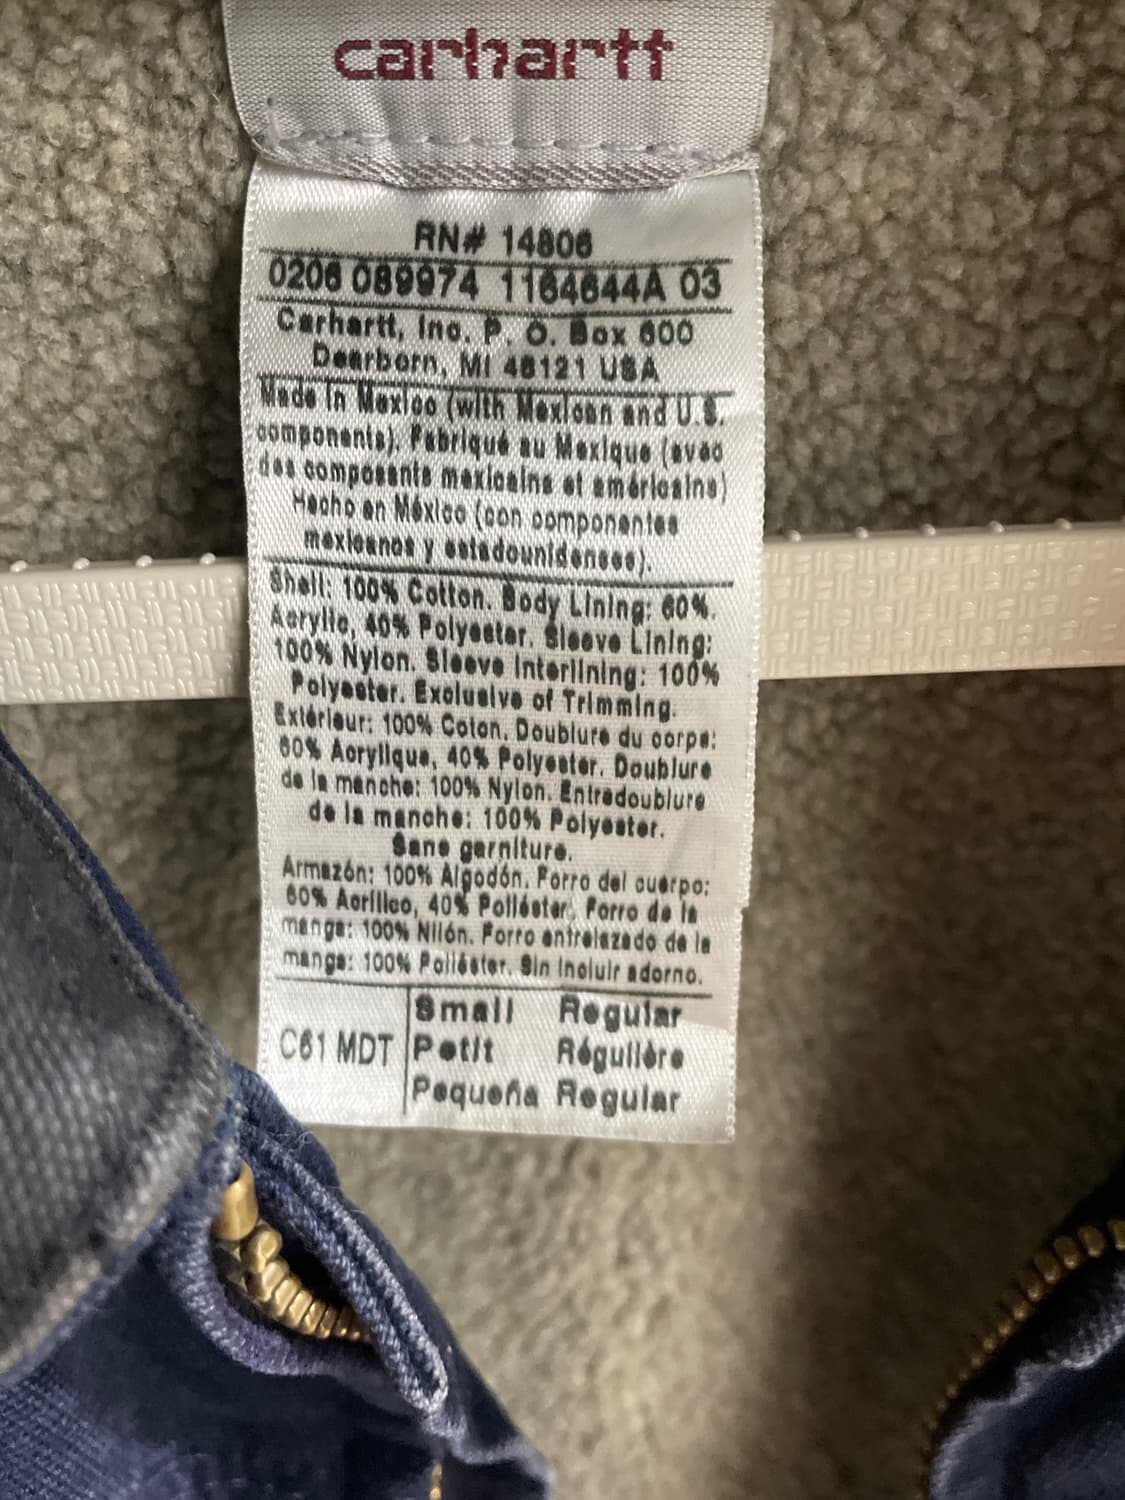 carhartt
RN# 14806
0206 089974 1164644A 03
Carhartt, Inc. P. O. Box 600
Dearborn, MI 48121 USA
Made In Mexico (with Mexican and U.S.
components). Fabriqué au Mexique (avec
des composants mexicains et américains)
Hecho en México (con componentes
mexicanos y estadounidenses).
Shell: 100% Cotton. Body Lining: 60%.
Acrylic, 40% Polyester. Sleeve Lining:
100% Nylon. Sleeve Interlining: 100%
Polyester. Exclusive of Trimming.
Extérieur: 100% Coton. Doublure du corps:
60% Acrylique, 40% Polyester. Doublure
de la manche: 100% Nylon. Entredoublure
de la manche: 100% Polyester.
Sans garniture.
Armazón: 100% Algodón. Forro del cuerpo:
60% Acrílico, 40% Poliéster. Forro de la
manga: 100% Nilón. Forro entrelazado de la
manga: 100% Poliéster. Sin incluir adorno.
C61 MDT
Small Regular
Petit Régulière
Pequeña Regular